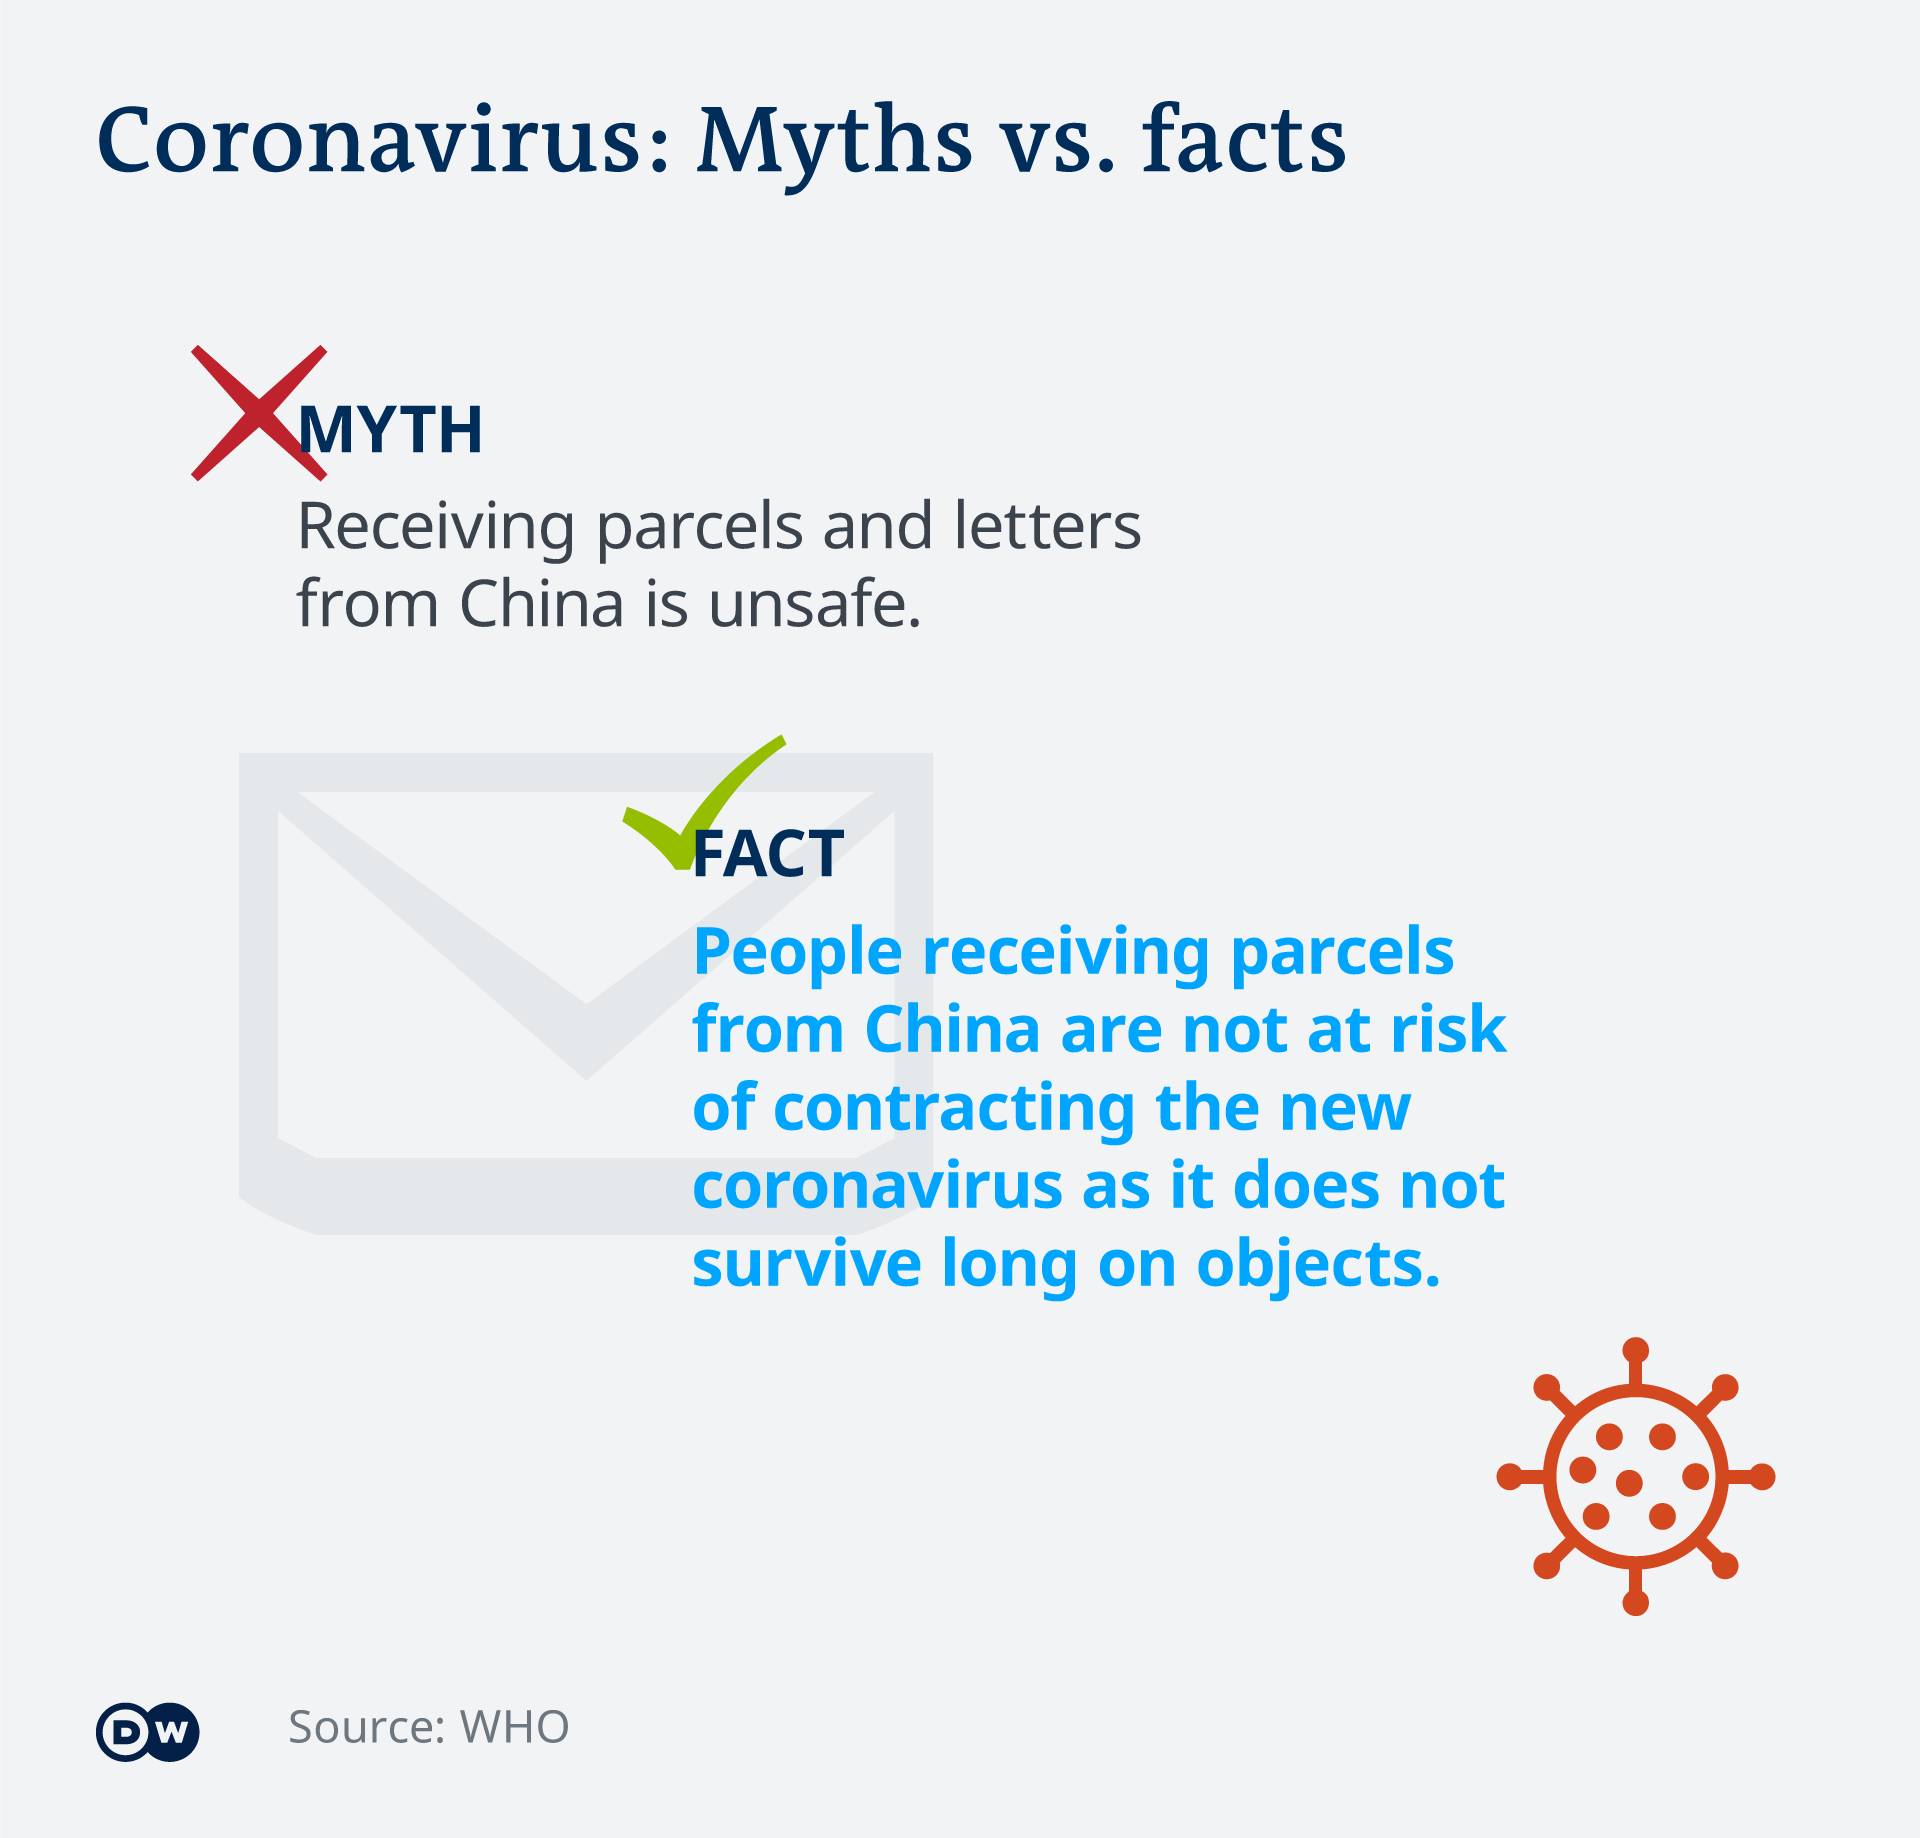 Coronavirus: Myths vs. facts
MYTH
Receiving parcels and letters
from China is unsafe.
FACT
People receiving parcels
from China are not at risk
of contracting the new
coronavirus as it does not
survive long on objects.
DW
Source: WHO